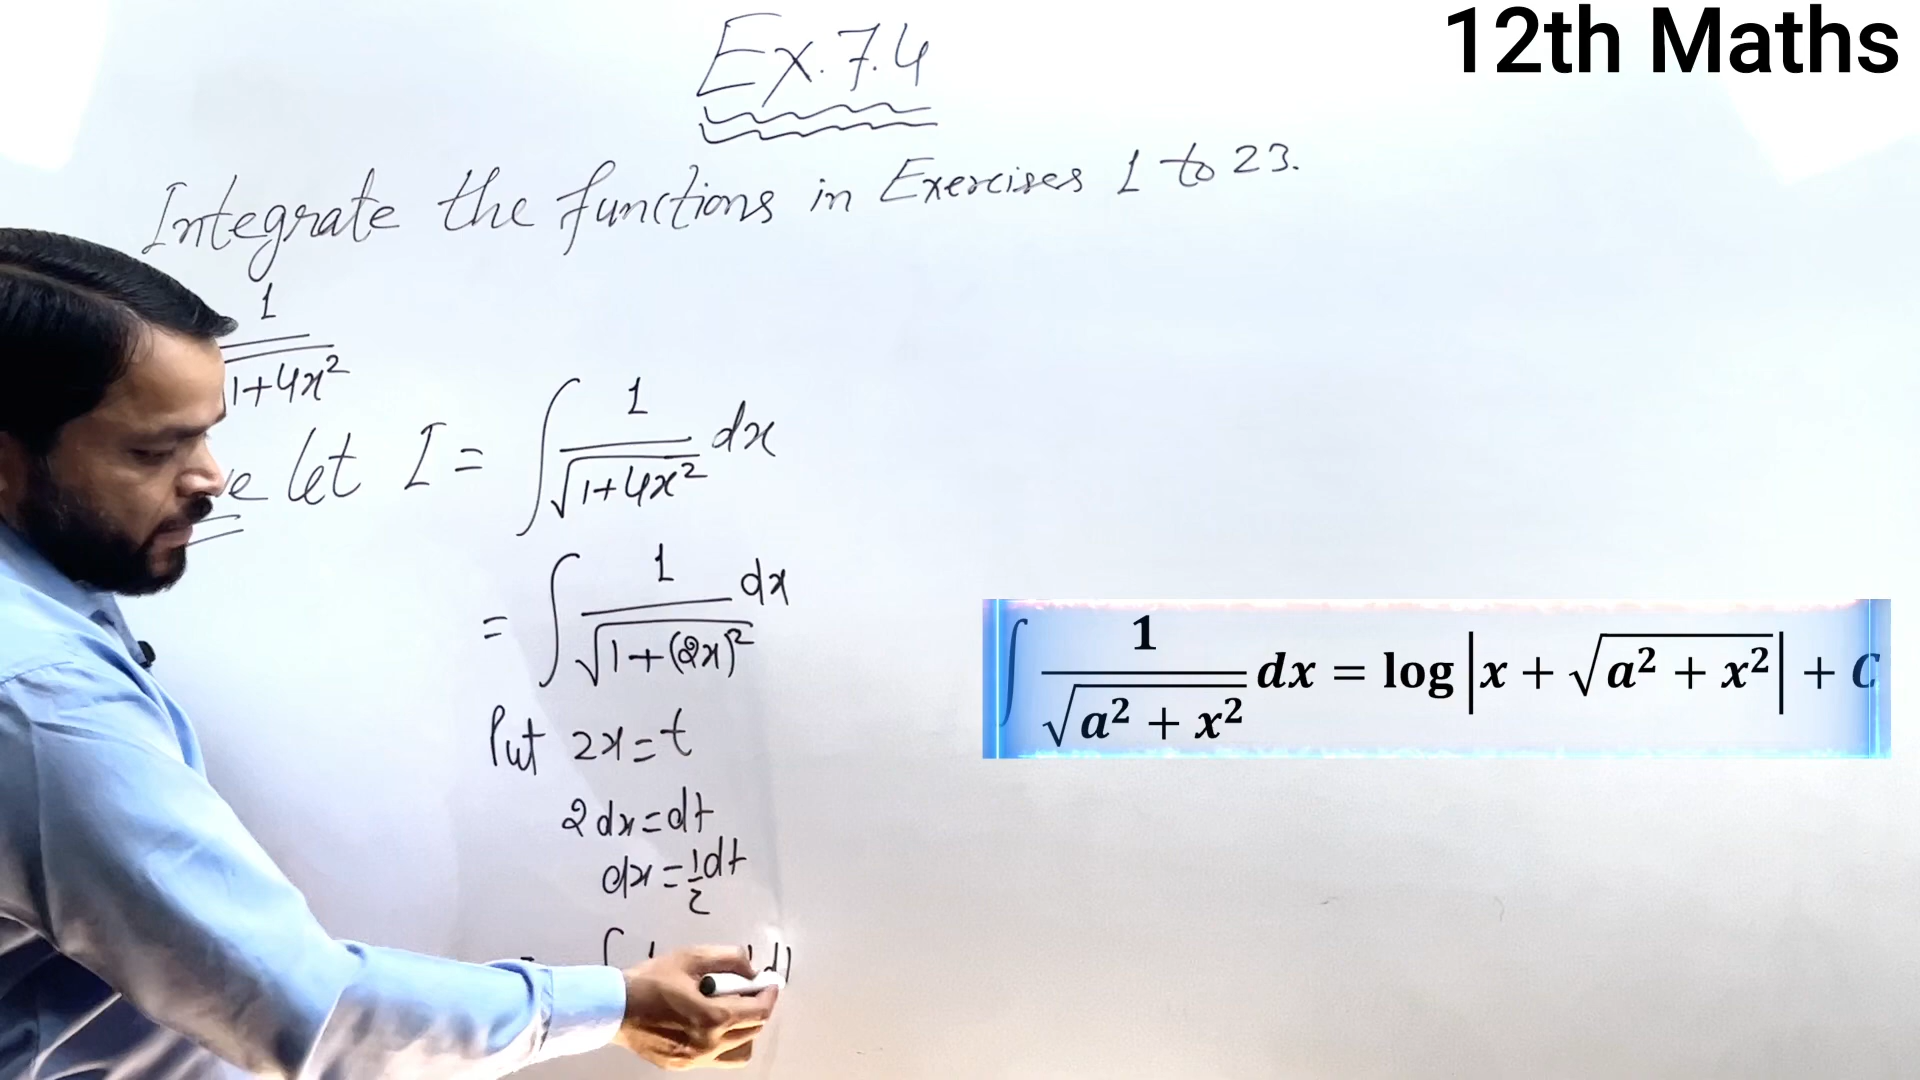 12th Maths
Ex.7.4
Integrate the functions in Exercises 1 to 23.
1
1+4x²
let I = ∫ 1/√(1+4x²) dx
= ∫ 1/√(1+(2x)²) dx
Put 2x=t
2dx=dt
dx=½dt
∫ 1/√(a² + x²) dx = log |x + √(a² + x²)| + C